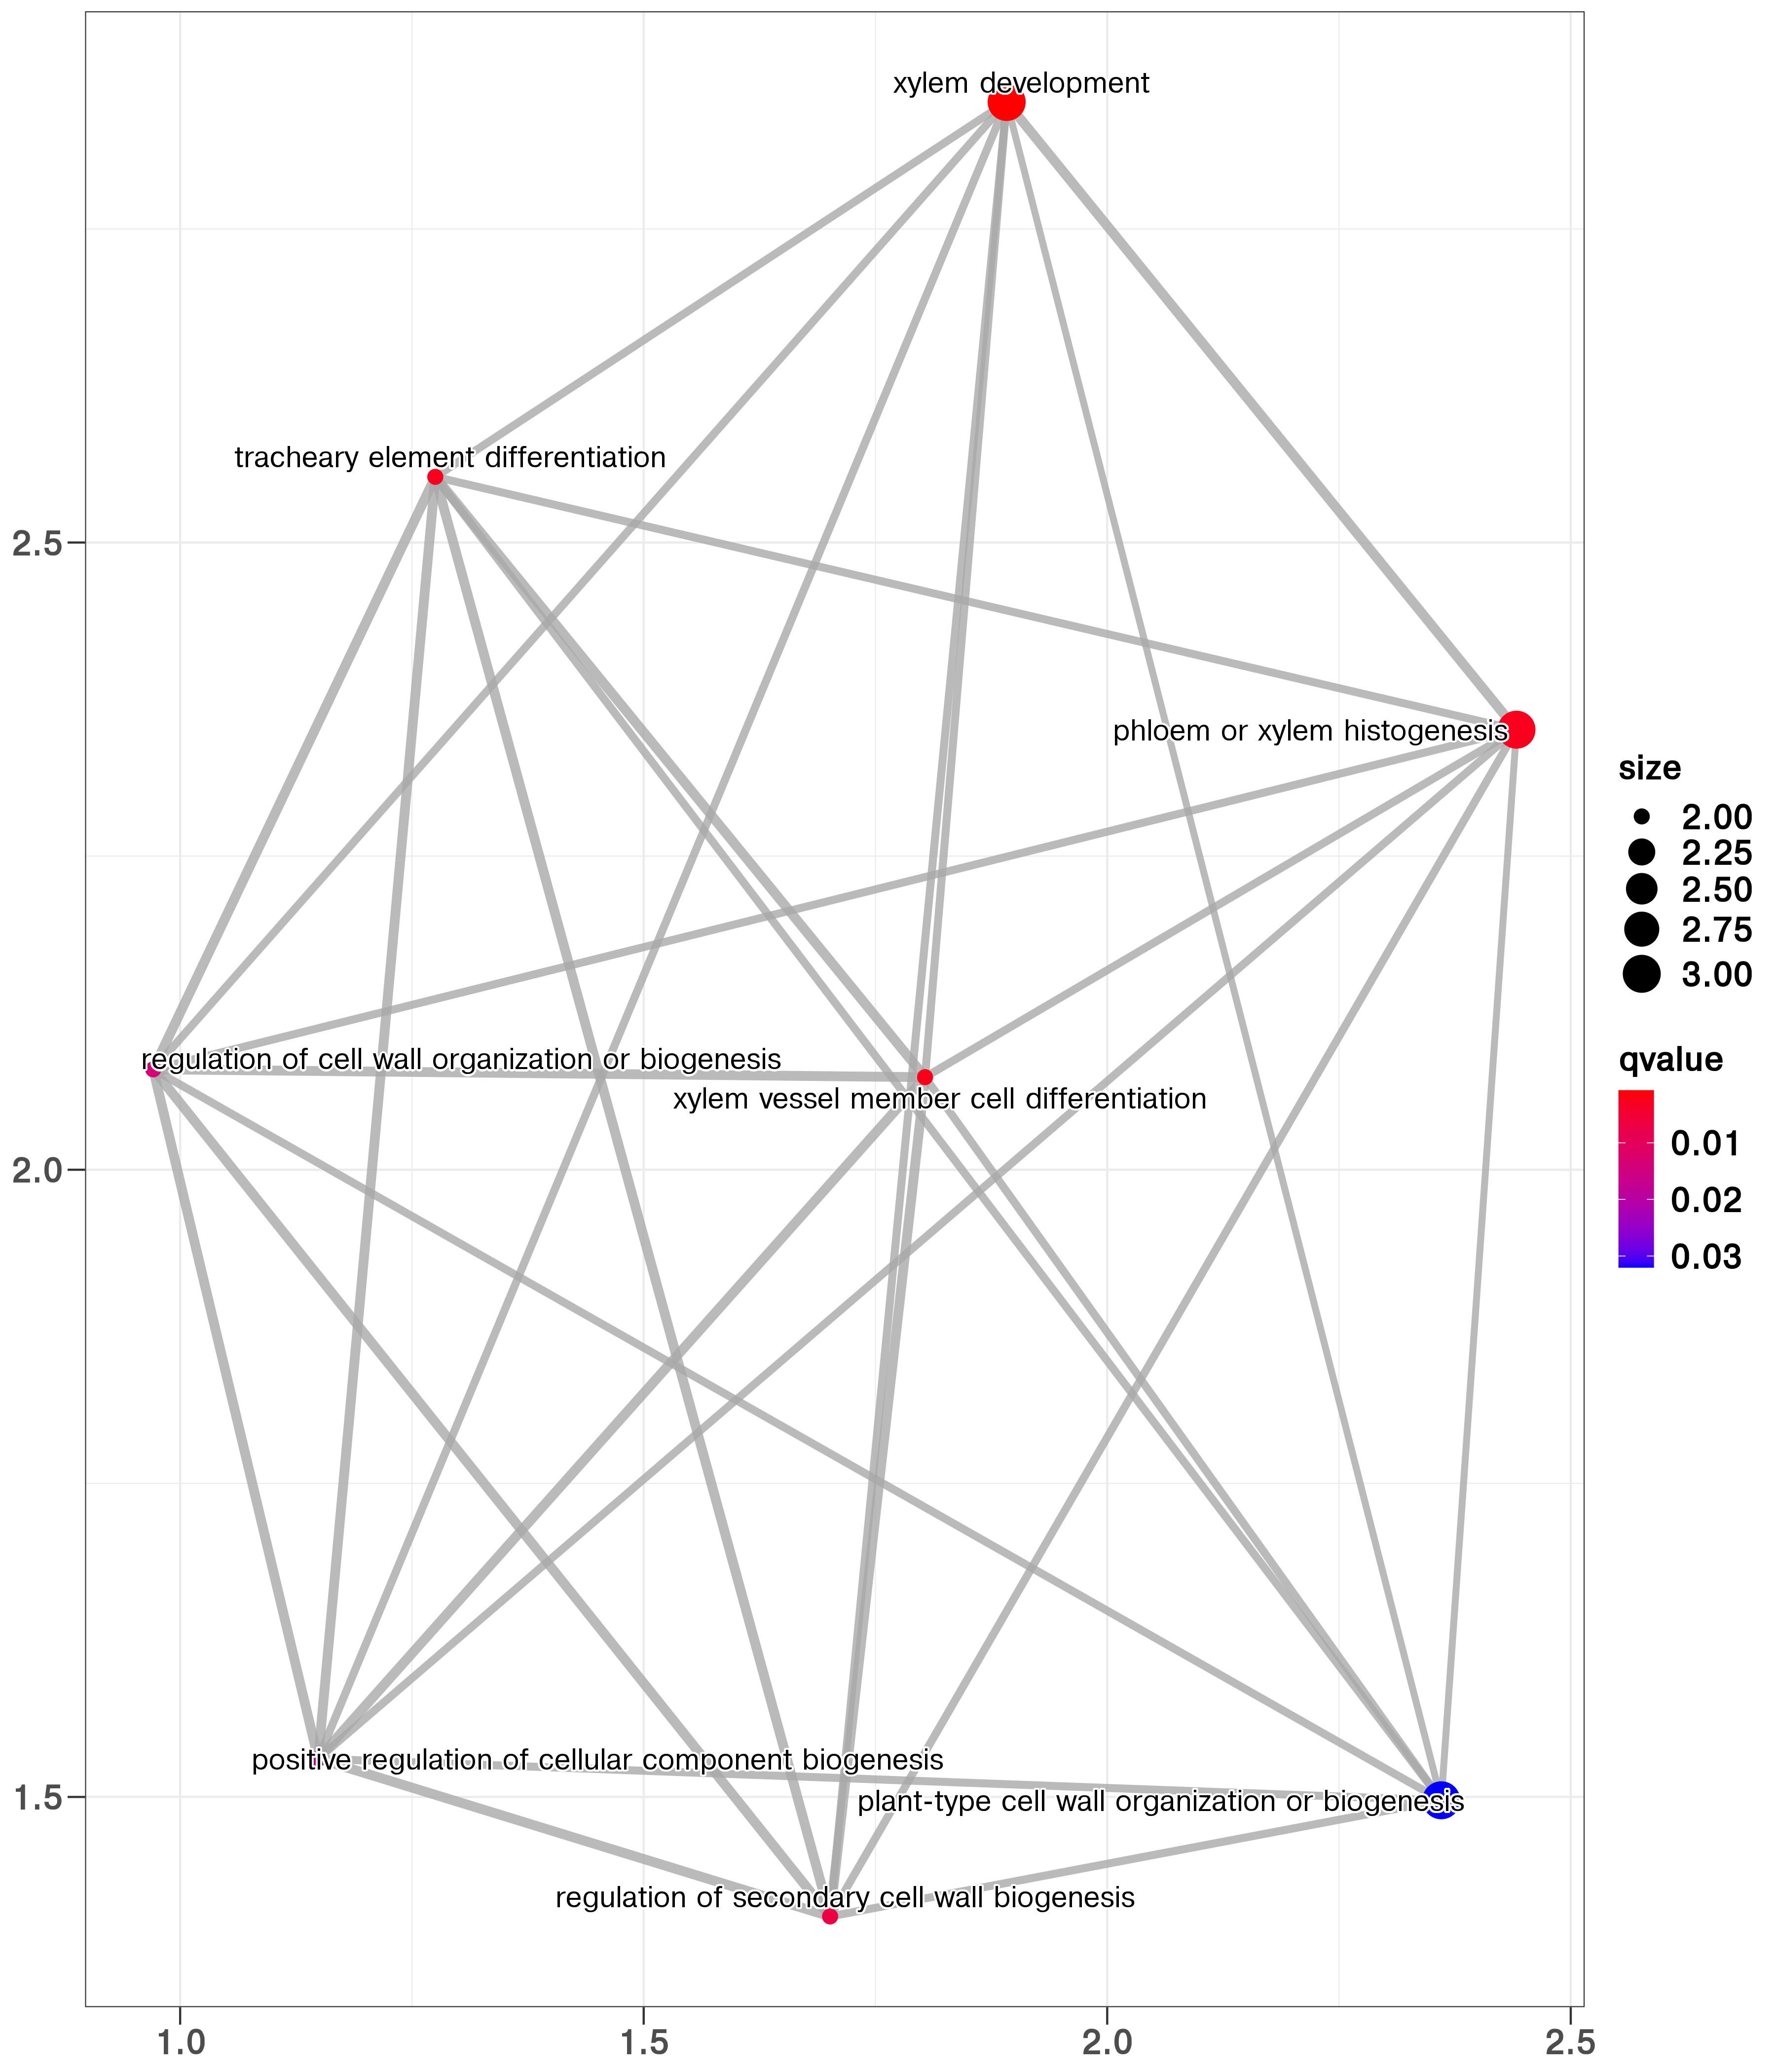 xylem development
tracheary element differentiation
2.5
phloem or xylem histogenesis
size
2.00
2.25
2.50
2.75
3.00
regulation of cell wall organization or biogenesis
xylem vessel member cell differentiation
qvalue
0.01
0.02
0.03
2.0
positive regulation of cellular component biogenesis
1.5
plant-type cell wall organization or biogenesis
regulation of secondary cell wall biogenesis
1.0
1.5
2.0
2.5